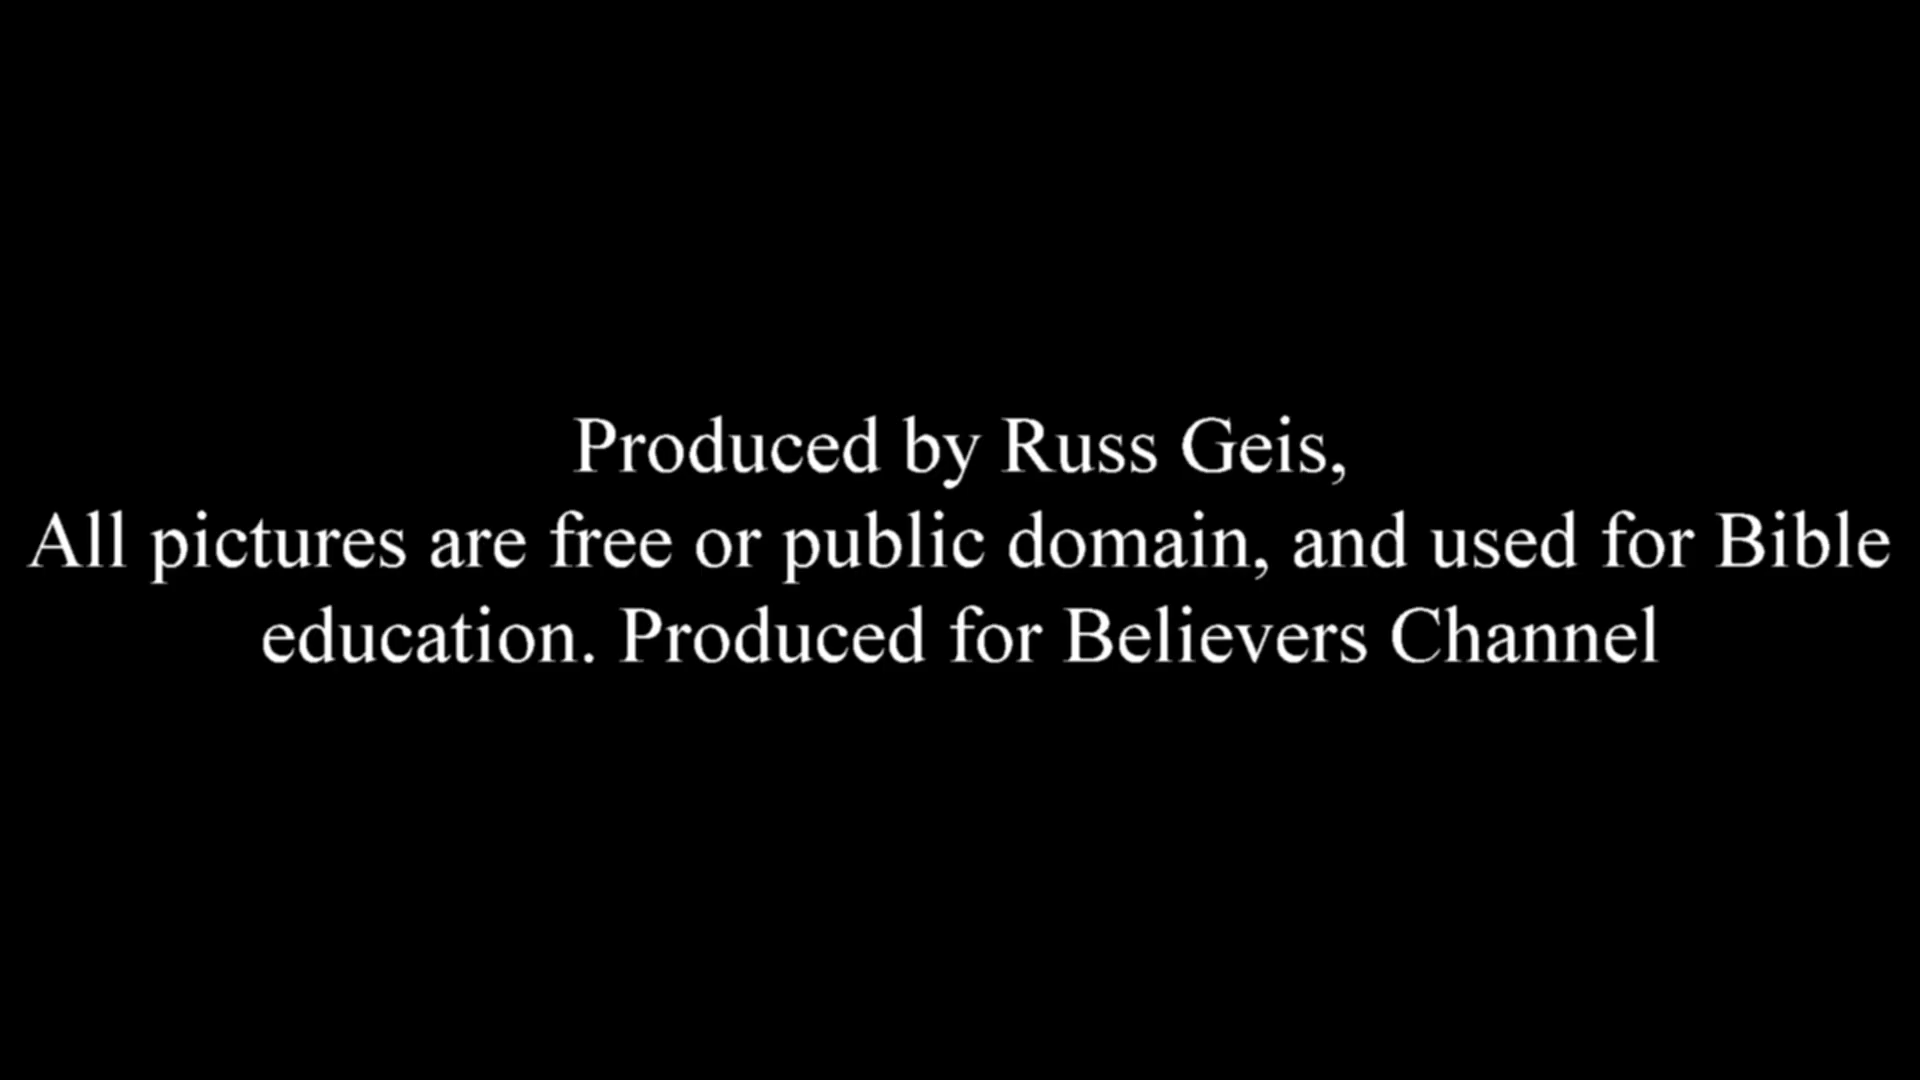 Produced by Russ Geis,
All pictures are free or public domain, and used for Bible
education. Produced for Believers Channel